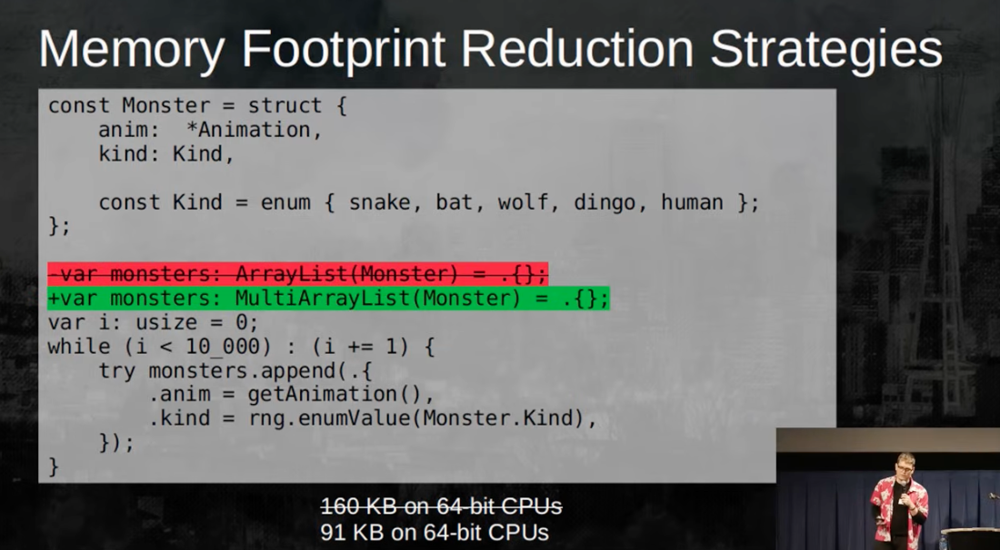 Memory Footprint Reduction Strategies
const Monster = struct {
    anim:  *Animation,
    kind: Kind,
    const Kind = enum { snake, bat, wolf, dingo, human };
};
-var monsters: ArrayList(Monster) = .{};
+var monsters: MultiArrayList(Monster) = .{};
var i: usize = 0;
while (i < 10_000) : (i += 1) {
    try monsters.append(.{
        .anim = getAnimation(),
        .kind = rng.enumValue(Monster.Kind),
    });
}
160 KB on 64-bit CPUs
91 KB on 64-bit CPUs